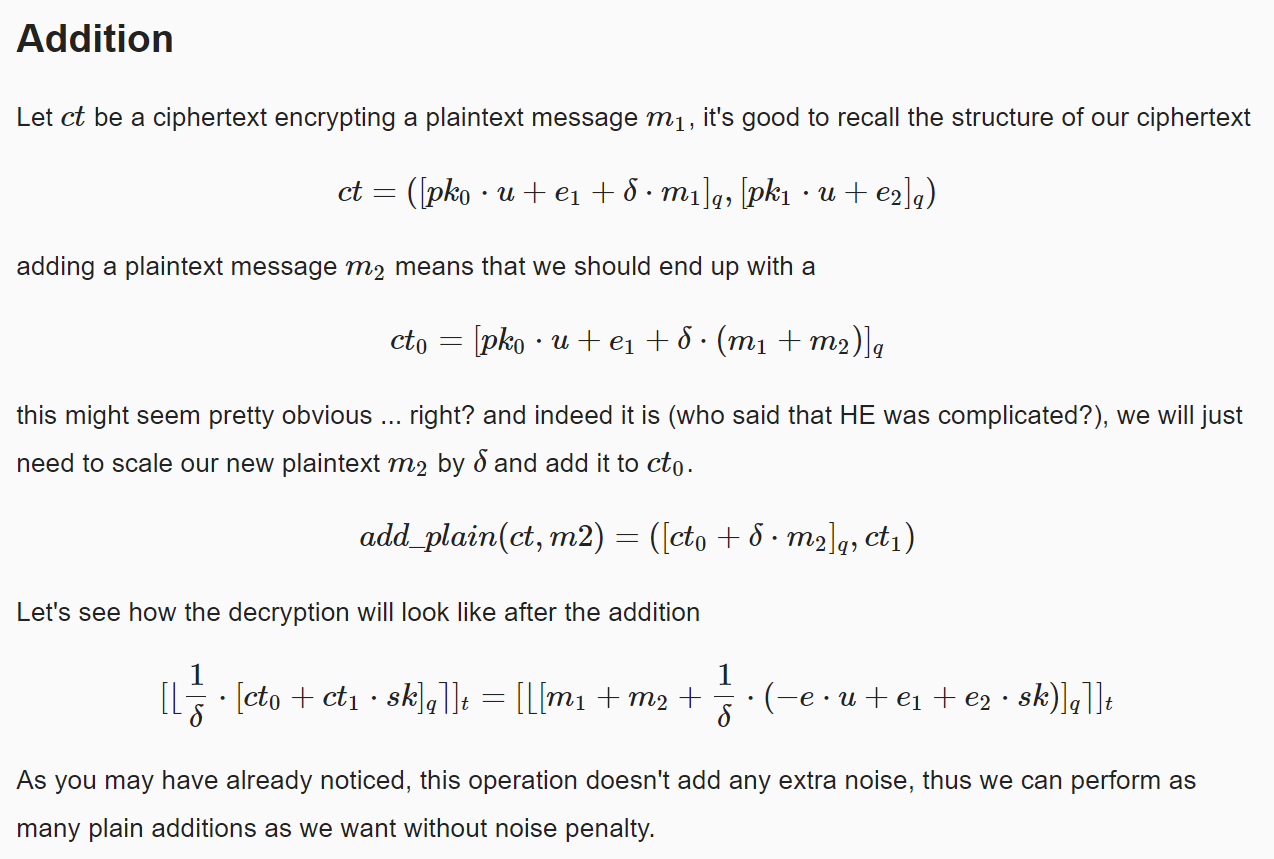 Addition
Let ct be a ciphertext encrypting a plaintext message m₁, it's good to recall the structure of our ciphertext
ct = ([pk₀ · u + e₁ + δ · m₁]_q, [pk₁ · u + e₂]_q)
adding a plaintext message m₂ means that we should end up with a
ct₀ = [pk₀ · u + e₁ + δ · (m₁ + m₂)]_q
this might seem pretty obvious ... right? and indeed it is (who said that HE was complicated?), we will just
need to scale our new plaintext m₂ by δ and add it to ct₀.
add_plain(ct, m2) = ([ct₀ + δ · m₂]_q, ct₁)
Let's see how the decryption will look like after the addition
[⌊1/δ · [ct₀ + ct₁ · sk]_q⌉]_t = [⌊[m₁ + m₂ + 1/δ · (−e · u + e₁ + e₂ · sk)]_q⌉]_t
As you may have already noticed, this operation doesn't add any extra noise, thus we can perform as
many plain additions as we want without noise penalty.